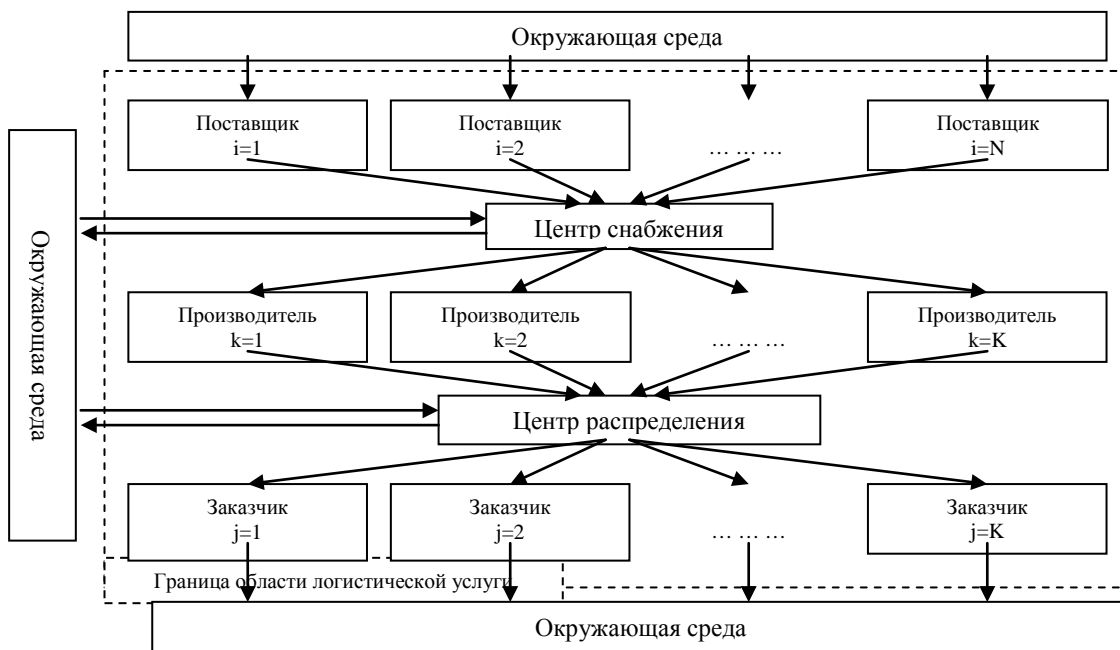 Окружающая среда
Поставщик
i=1
Поставщик
i=2
… … …
Поставщик
i=N
Окружающая среда
Центр снабжения
Производитель
k=1
Производитель
k=2
… … …
Производитель
k=K
Центр распределения
Заказчик
j=1
Заказчик
j=2
… … …
Заказчик
j=K
Граница области логистической услуги
Окружающая среда